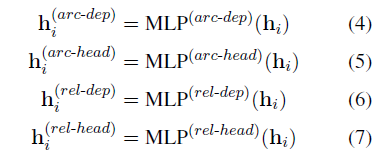 h_i^{(arc-dep)} = MLP^{(arc-dep)}(h_i) (4)
h_i^{(arc-head)} = MLP^{(arc-head)}(h_i) (5)
h_i^{(rel-dep)} = MLP^{(rel-dep)}(h_i) (6)
h_i^{(rel-head)} = MLP^{(rel-head)}(h_i) (7)